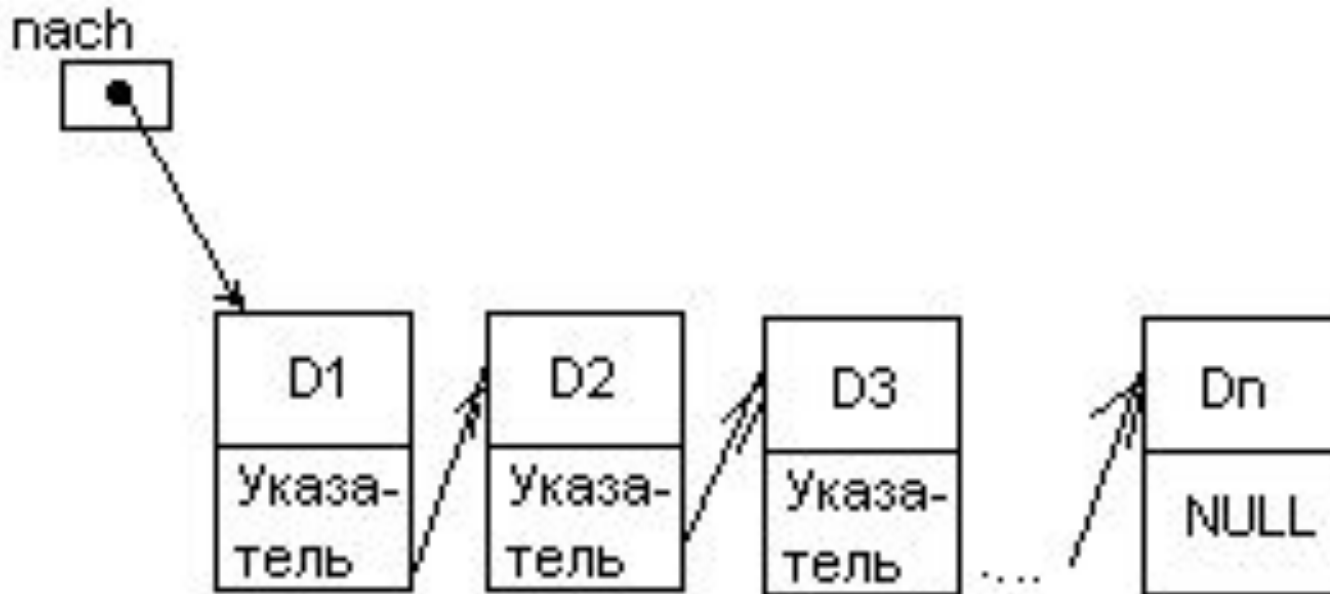 nach
D1
D2
D3
Dn
Указа-
тель
Указа-
тель
Указа-
тель
....
NULL